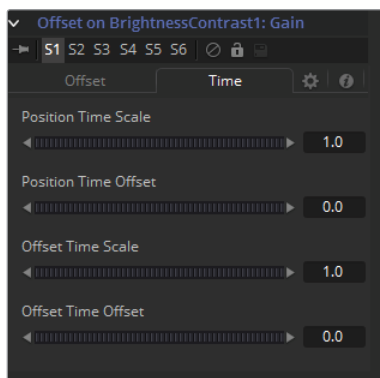 Offset on BrightnessContrast1: Gain
S1 S2 S3 S4 S5 S6
Offset Time
Position Time Scale
1.0
Position Time Offset
0.0
Offset Time Scale
1.0
Offset Time Offset
0.0